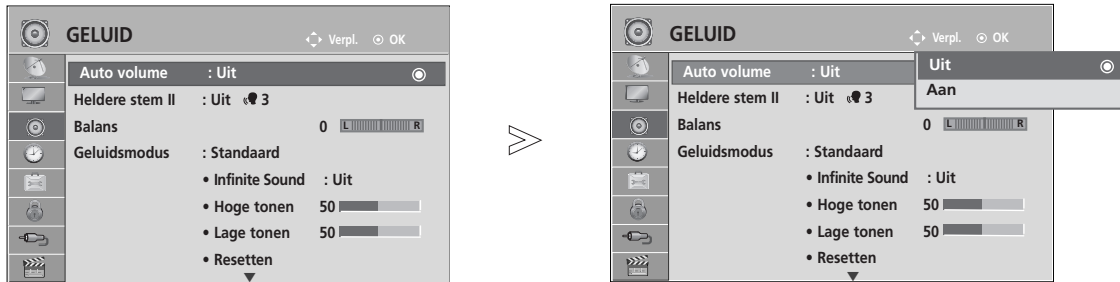 GELUID Verpl. OK
Auto volume : Uit
Heldere stem II : Uit 3
Balans 0 L R
Geluidsmodus : Standaard
• Infinite Sound : Uit
• Hoge tonen 50
• Lage tonen 50
• Resetten
>
GELUID Verpl. OK
Auto volume : Uit
Uit
Aan
Heldere stem II : Uit 3
Balans 0 L R
Geluidsmodus : Standaard
• Infinite Sound : Uit
• Hoge tonen 50
• Lage tonen 50
• Resetten